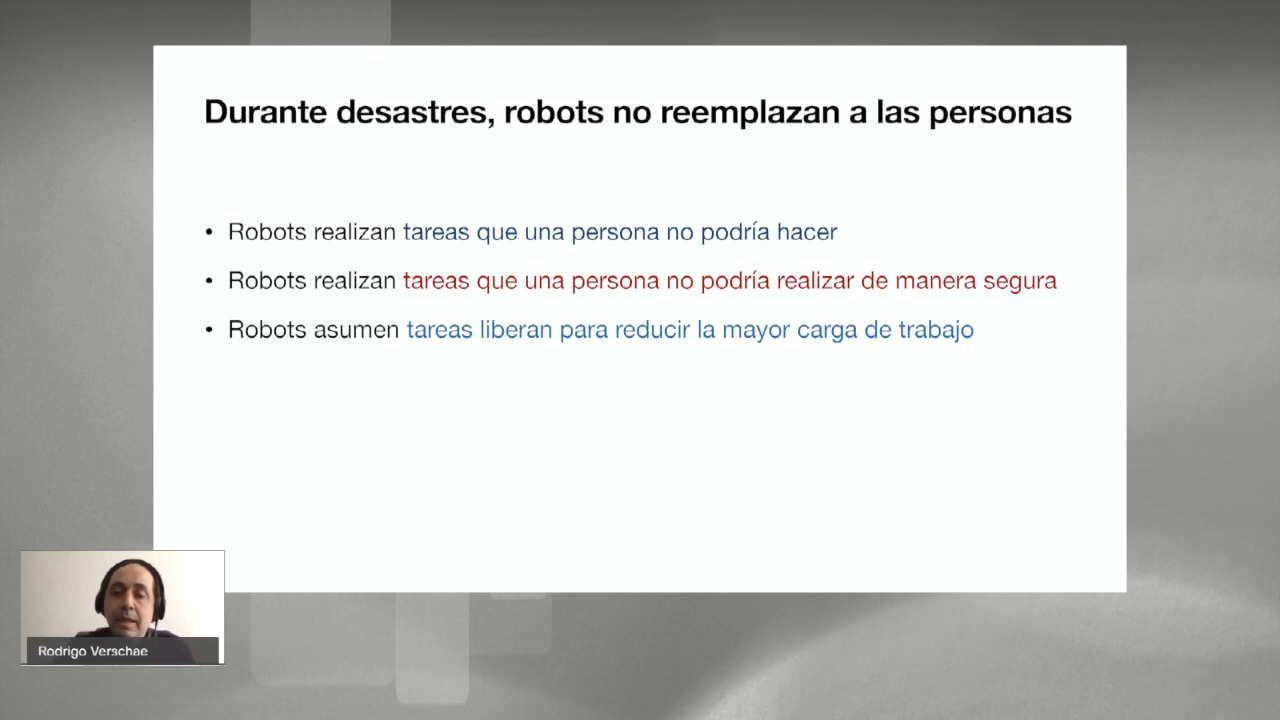 Durante desastres, robots no reemplazan a las personas
• Robots realizan tareas que una persona no podría hacer
• Robots realizan tareas que una persona no podría realizar de manera segura
• Robots asumen tareas liberan para reducir la mayor carga de trabajo
Rodrigo Verschae